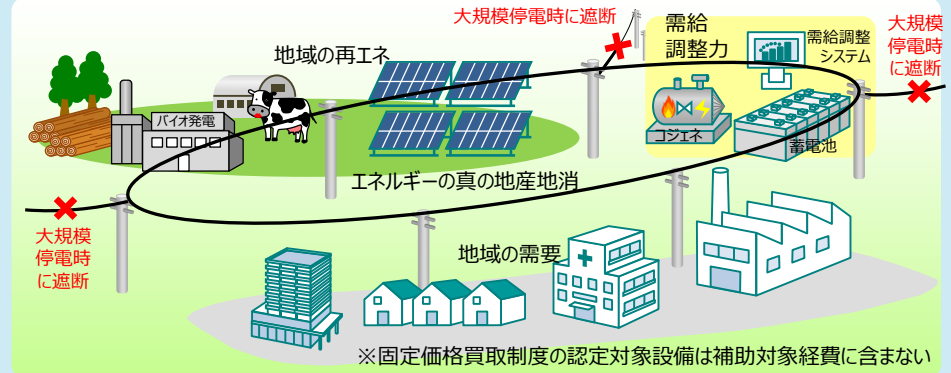 大規模停電時に遮断
需給
調整力
需給調整
システム
大規模
停電時
に遮断
地域の再エネ
バイオ発電
コジェネ
蓄電池
エネルギーの真の地産地消
大規模
停電時
に遮断
地域の需要
※固定価格買取制度の認定対象設備は補助対象経費に含まない